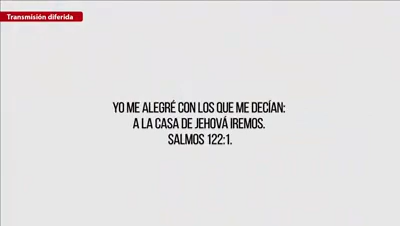 Transmisión diferida
YO ME ALEGRÉ CON LOS QUE ME DECÍAN:
A LA CASA DE JEHOVÁ IREMOS.
SALMOS 122:1.